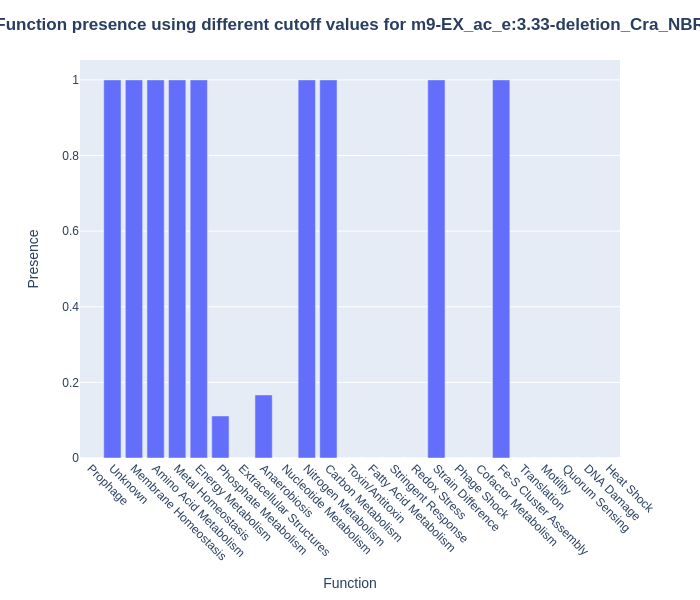 Function presence using different cutoff values for m9-EX_ac_e:3.33-deletion_Cra_NBR
1
0.8
0.6
0.4
0.2
0
Presence
Prophage
Unknown
Membrane Homeostasis
Amino Acid Metabolism
Metal Homeostasis
Energy Metabolism
Phosphate Metabolism
Extracellular Structures
Anaerobiosis
Nucleotide Metabolism
Nitrogen Metabolism
Carbon Metabolism
Toxin/Antitoxin
Fatty Acid Metabolism
Stringent Response
Redox Stress
Strain Difference
Phage Shock
Cofactor Metabolism
Fe-S Cluster Assembly
Translation
Motility
Quorum Sensing
DNA Damage
Heat Shock
Function